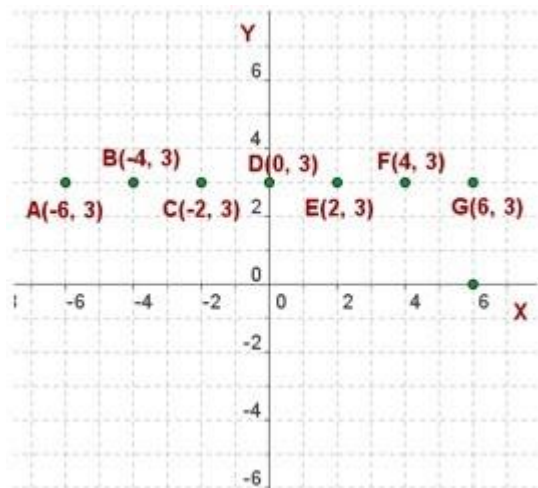 Y
6
4
B(-4, 3) D(0, 3) F(4, 3)
A(-6, 3) C(-2, 3) 2 E(2, 3) G(6, 3)
0
-6 -4 -2 0 2 4 6
X
-2
-4
-6